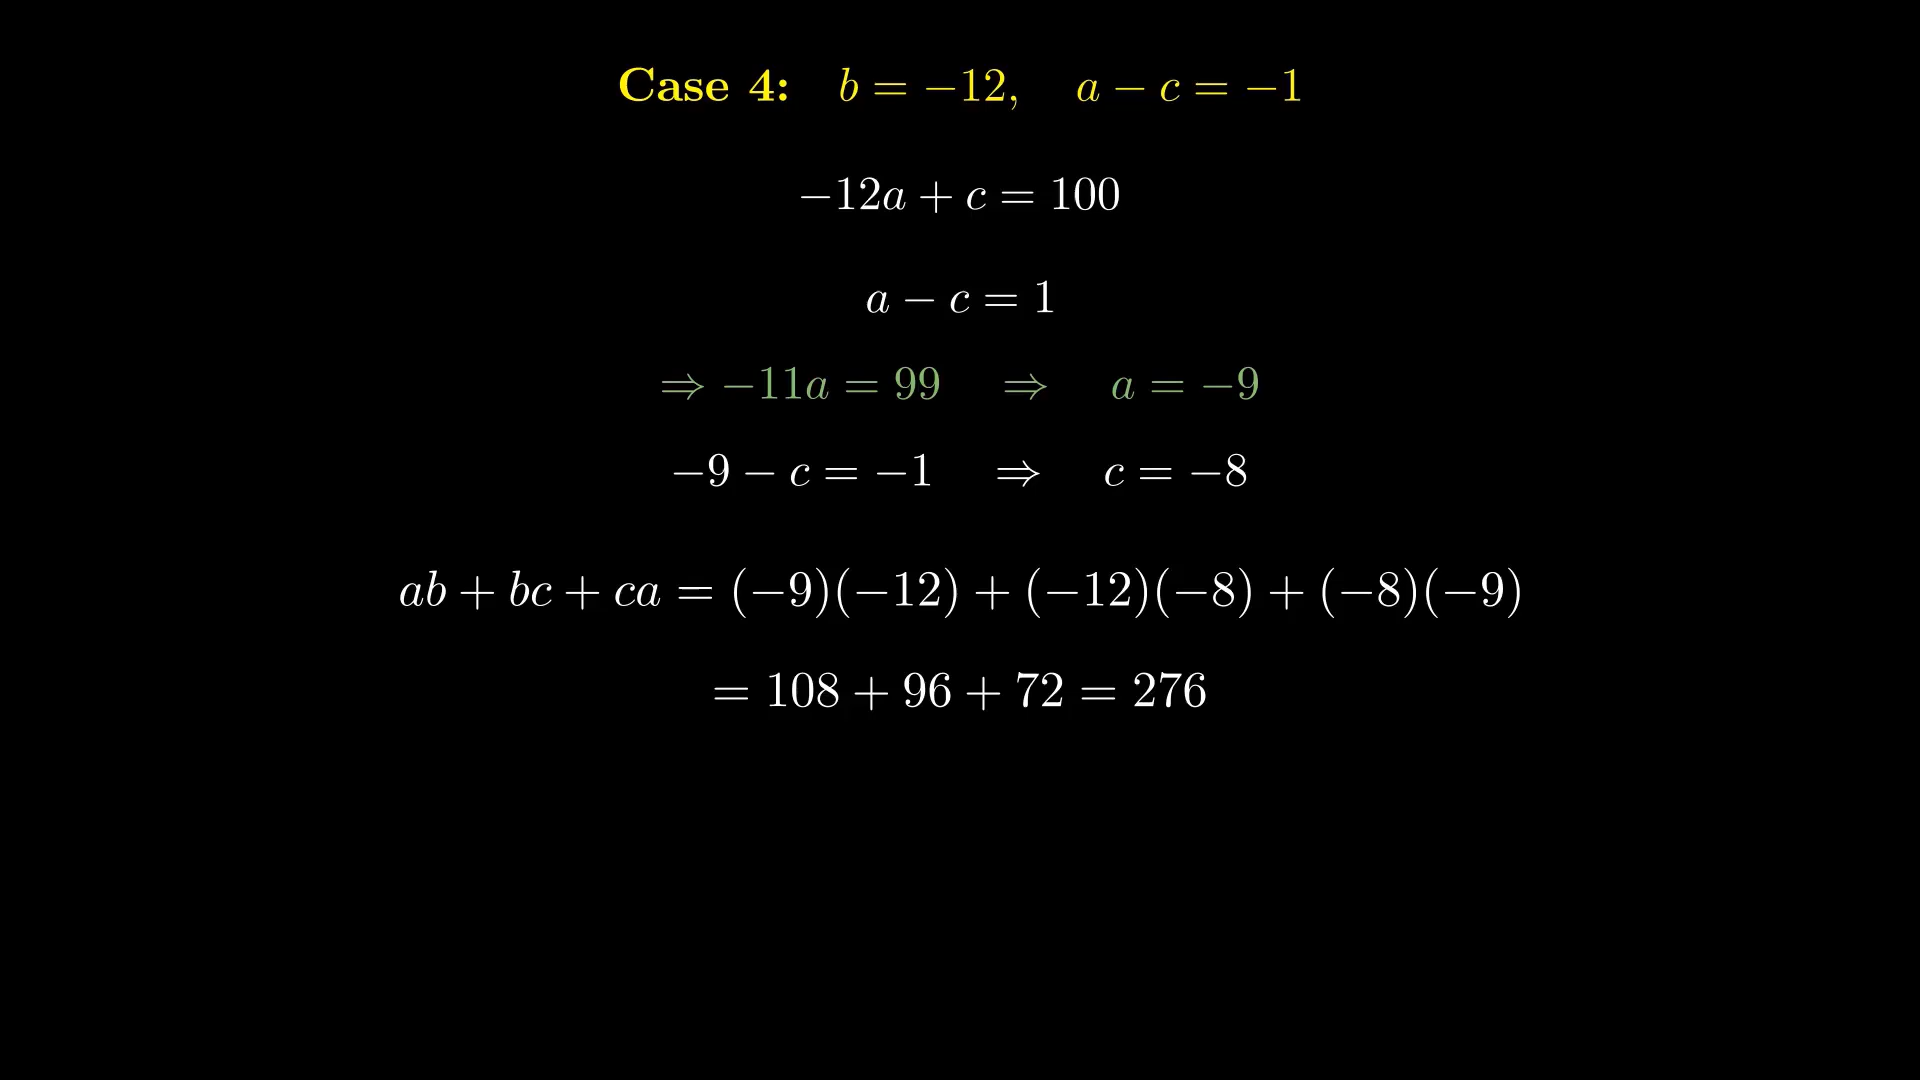 Case 4: b = −12, a − c = −1
−12a + c = 100
a − c = 1
⇒ −11a = 99 ⇒ a = −9
−9 − c = −1 ⇒ c = −8
ab + bc + ca = (−9)(−12) + (−12)(−8) + (−8)(−9)
= 108 + 96 + 72 = 276